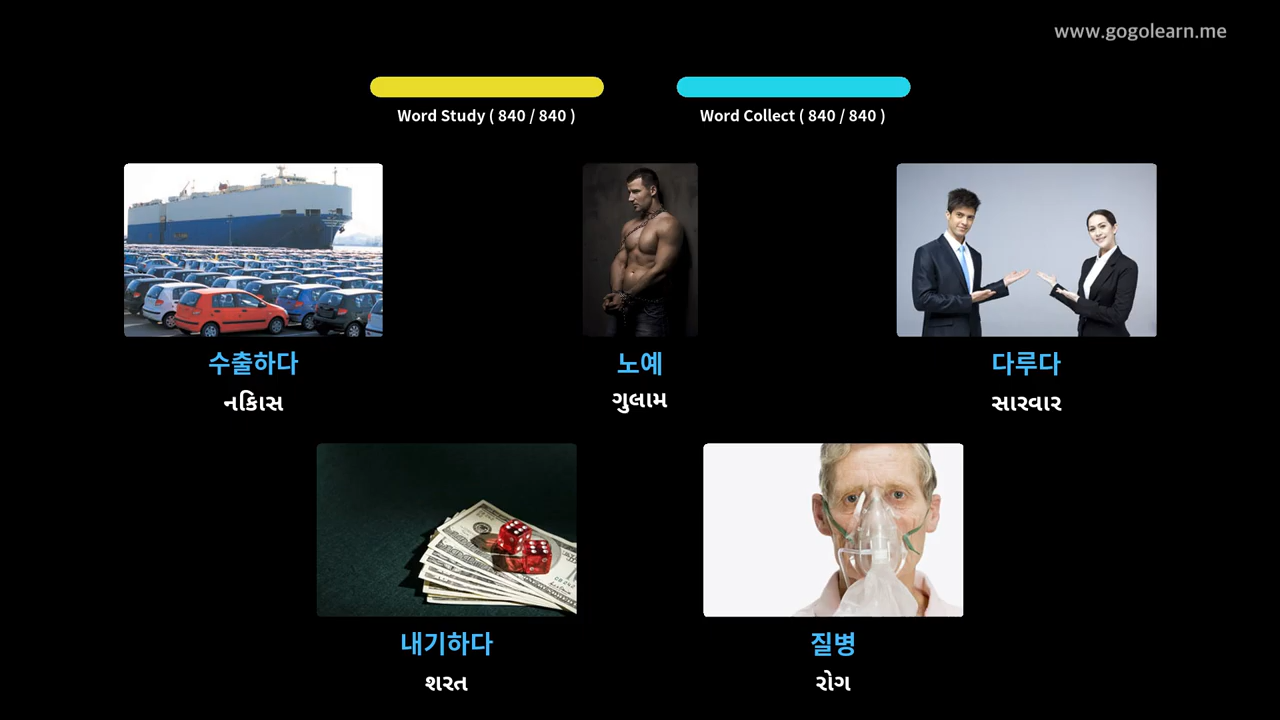 www.gogolearn.me
Word Study ( 840 / 840 )
Word Collect ( 840 / 840 )
수출하다
노예
다루다
નકિાસ
ગુલામ
સારવાર
내기하다
질병
શરત
રોગ